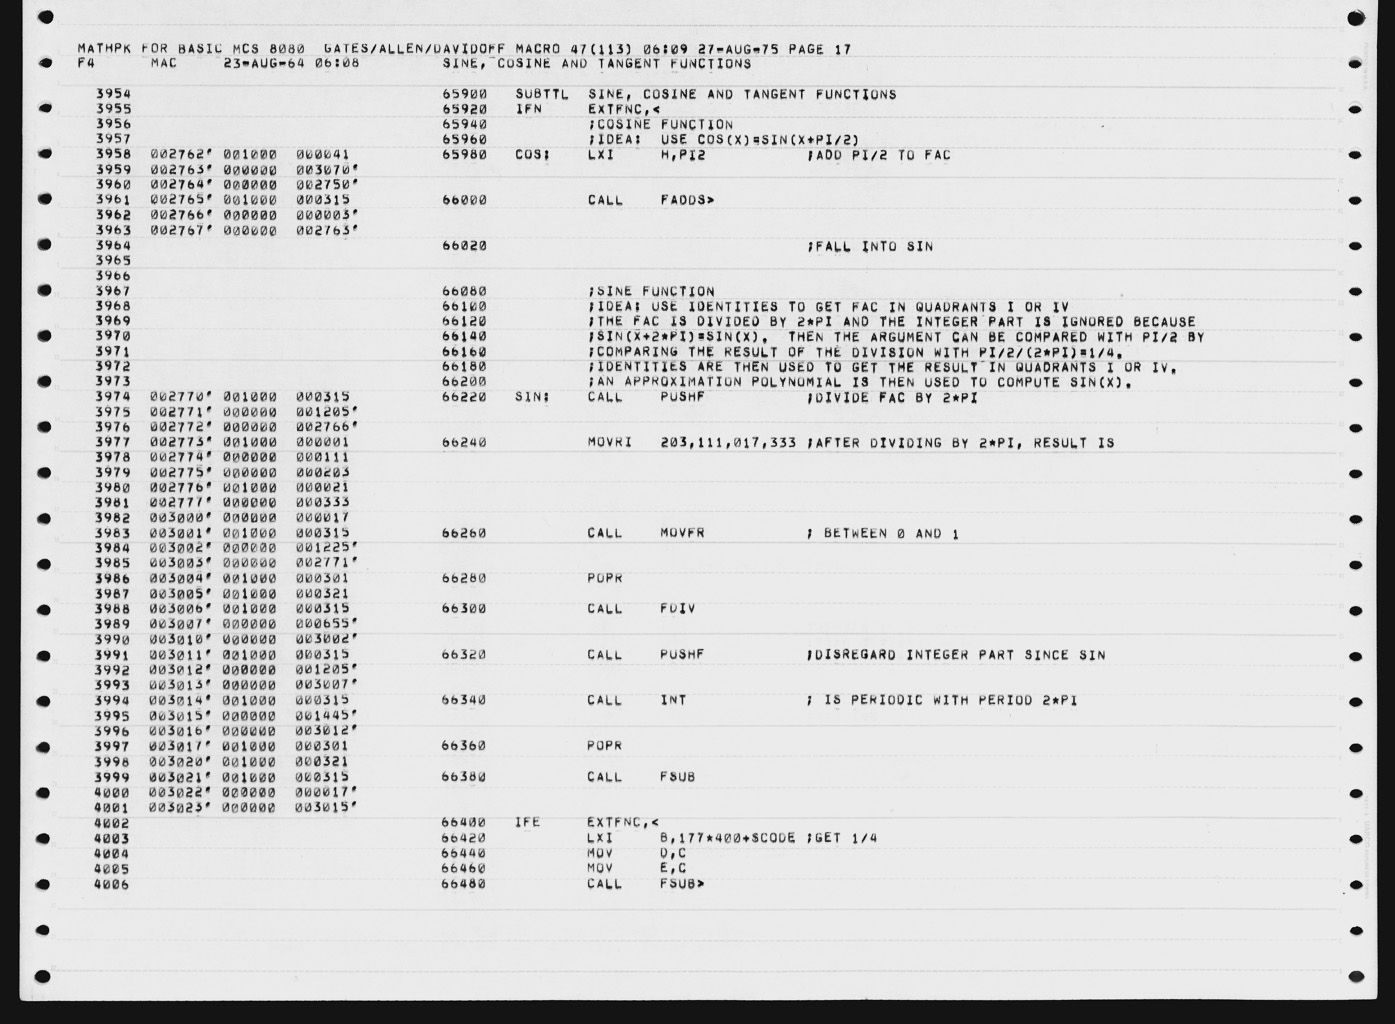 MATHPK FOR BASIC MCS 8080  GATES/ALLEN/DAVIDOFF MACRO 47(113) 06:09 27-AUG-75 PAGE 17
F4      MAC     23-AUG-64 06:08         SINE, COSINE AND TANGENT FUNCTIONS
3954 65900 SUBTTL SINE, COSINE AND TANGENT FUNCTIONS
3955 65920 IFN EXTFNC,<
3956 65940 ;COSINE FUNCTION
3957 65960 ;IDEA: USE COS(X)=SIN(X+PI/2)
3958 002762' 001000 000041 65980 COS: LXI H,PI2 ;ADD PI/2 TO FAC
3959 002763' 000000 003070'
3960 002764' 000000 002750'
3961 002765' 001000 000315 66000 CALL FADDS>
3962 002766' 000000 000003'
3963 002767' 000000 002763'
3964 66020 ;FALL INTO SIN
3965
3966
3967 66080 ;SINE FUNCTION
3968 66100 ;IDEA: USE IDENTITIES TO GET FAC IN QUADRANTS I OR IV
3969 66120 ;THE FAC IS DIVIDED BY 2*PI AND THE INTEGER PART IS IGNORED BECAUSE
3970 66140 ;SIN(X+2*PI)=SIN(X). THEN THE ARGUMENT CAN BE COMPARED WITH PI/2 BY
3971 66160 ;COMPARING THE RESULT OF THE DIVISION WITH PI/2/(2*PI)=1/4.
3972 66180 ;IDENTITIES ARE THEN USED TO GET THE RESULT IN QUADRANTS I OR IV.
3973 66200 ;AN APPROXIMATION POLYNOMIAL IS THEN USED TO COMPUTE SIN(X).
3974 002770' 001000 000315 66220 SIN: CALL PUSHF ;DIVIDE FAC BY 2*PI
3975 002771' 000000 001205'
3976 002772' 000000 002766'
3977 002773' 001000 000001 66240 MOVRI 203,111,017,333 ;AFTER DIVIDING BY 2*PI, RESULT IS
3978 002774' 000000 000111
3979 002775' 000000 000203
3980 002776' 001000 000021
3981 002777' 000000 000333
3982 003000' 000000 000017
3983 003001' 001000 000315 66260 CALL MOVFR ; BETWEEN 0 AND 1
3984 003002' 000000 001225'
3985 003003' 000000 002771'
3986 003004' 001000 000301 66280 POPR
3987 003005' 001000 000321
3988 003006' 001000 000315 66300 CALL FDIV
3989 003007' 000000 000655'
3990 003010' 000000 003002'
3991 003011' 001000 000315 66320 CALL PUSHF ;DISREGARD INTEGER PART SINCE SIN
3992 003012' 000000 001205'
3993 003013' 000000 003007'
3994 003014' 001000 000315 66340 CALL INT ; IS PERIODIC WITH PERIOD 2*PI
3995 003015' 000000 001445'
3996 003016' 000000 003012'
3997 003017' 001000 000301 66360 POPR
3998 003020' 001000 000321
3999 003021' 001000 000315 66380 CALL FSUB
4000 003022' 000000 000017'
4001 003023' 000000 003015'
4002 66400 IFE EXTFNC,<
4003 66420 LXI B,177*400+SCODE ;GET 1/4
4004 66440 MOV D,C
4005 66460 MOV E,C
4006 66480 CALL FSUB>